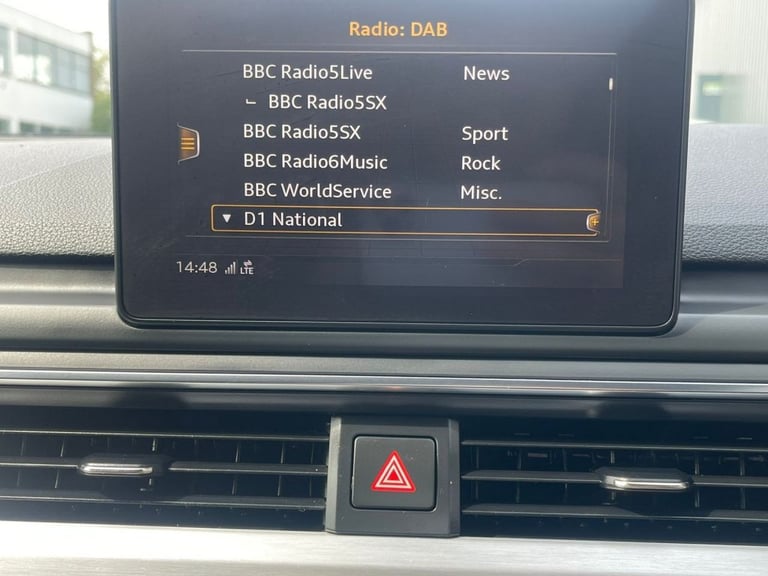 Radio: DAB
BBC Radio5Live News
BBC Radio5SX
BBC Radio5SX Sport
BBC Radio6Music Rock
BBC WorldService Misc.
D1 National
14:48 LTE